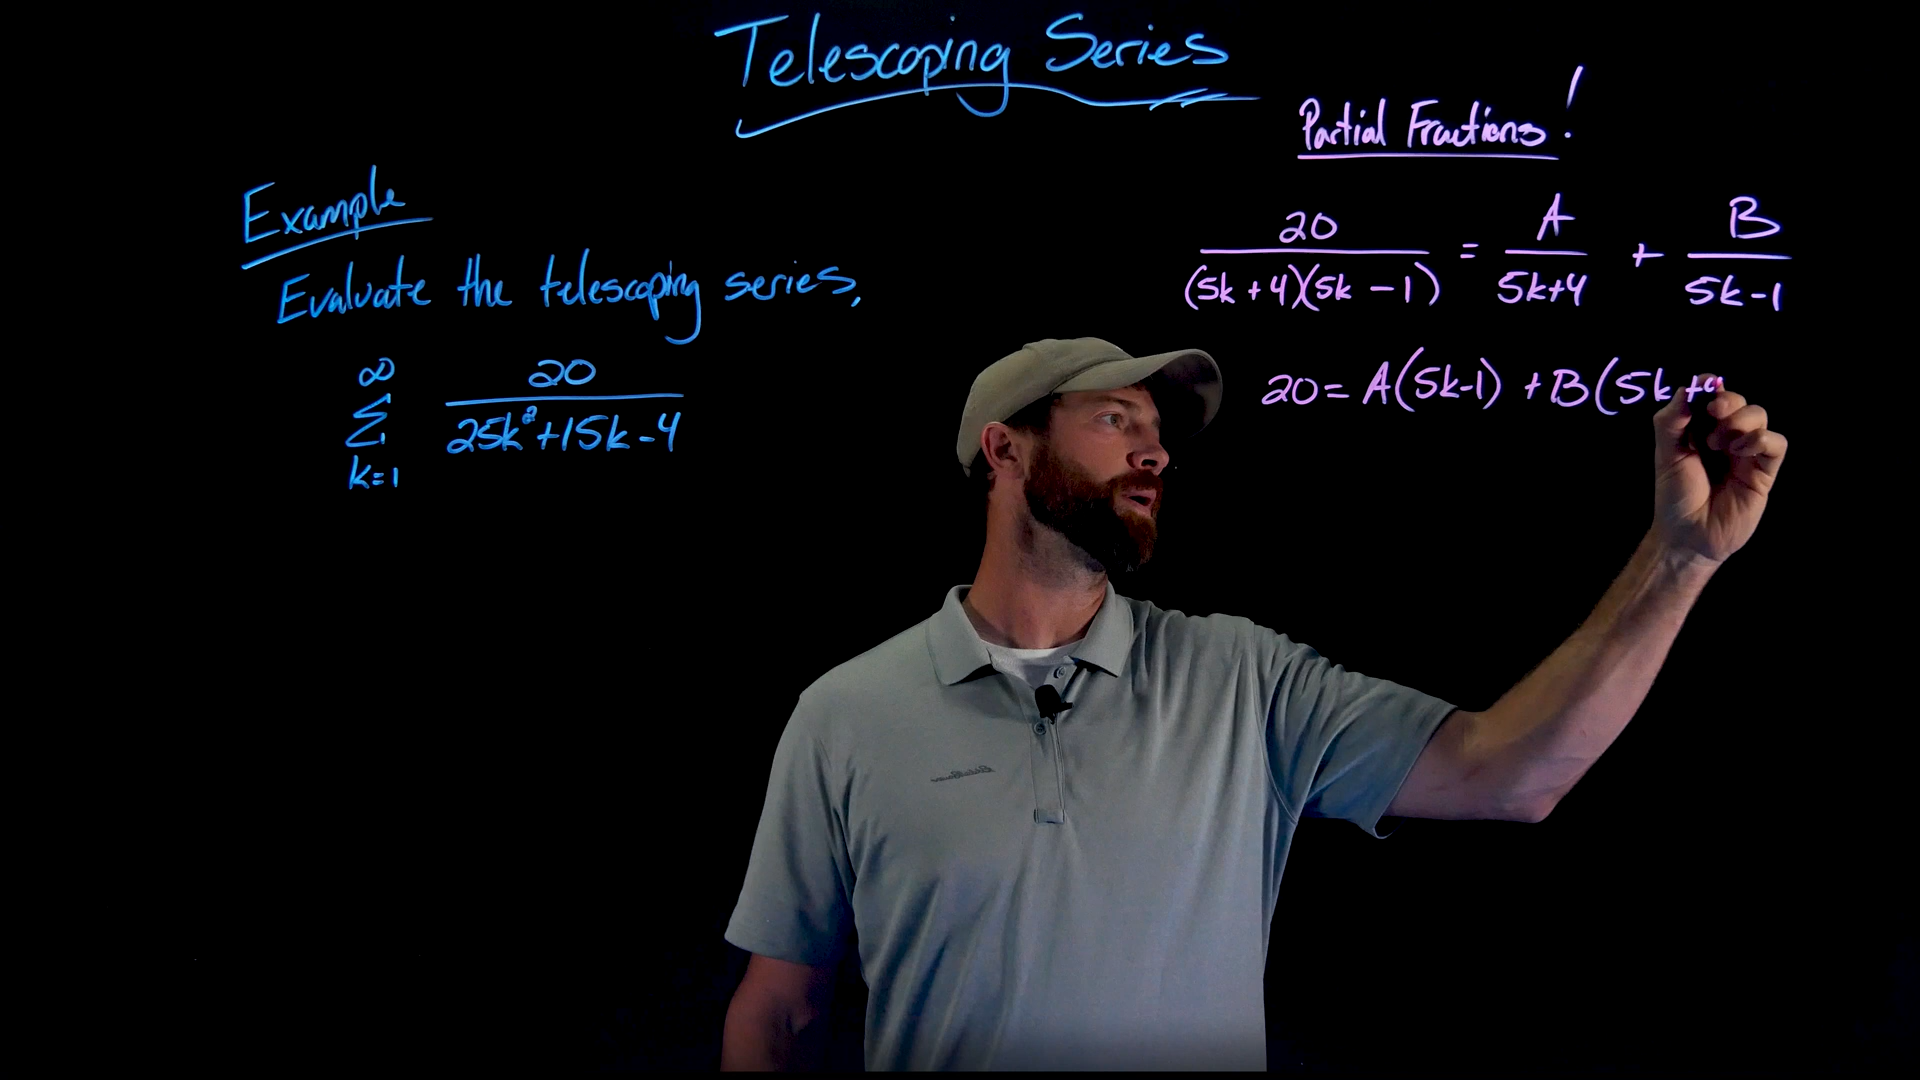 Telescoping Series
Partial Fractions!
Example
Evaluate the telescoping series,
∞
Σ
k=1
20
25k²+15k-4
20
(5k+4)(5k-1)
=
A
5k+4
+
B
5k-1
20=A(5k-1)+B(5k+